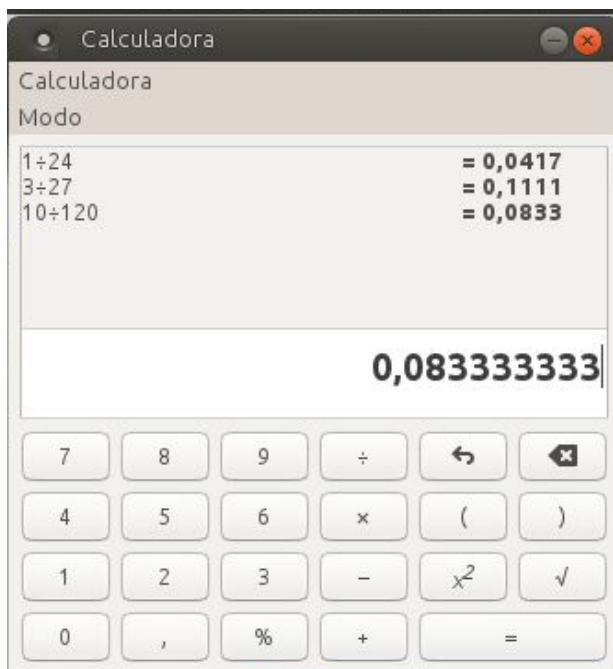 Calculadora
Calculadora
Modo
1÷24 = 0,0417
3÷27 = 0,1111
10÷120 = 0,0833
0,083333333
7 8 9 ÷
4 5 6 × ( )
1 2 3 − x² √
0 , % + =